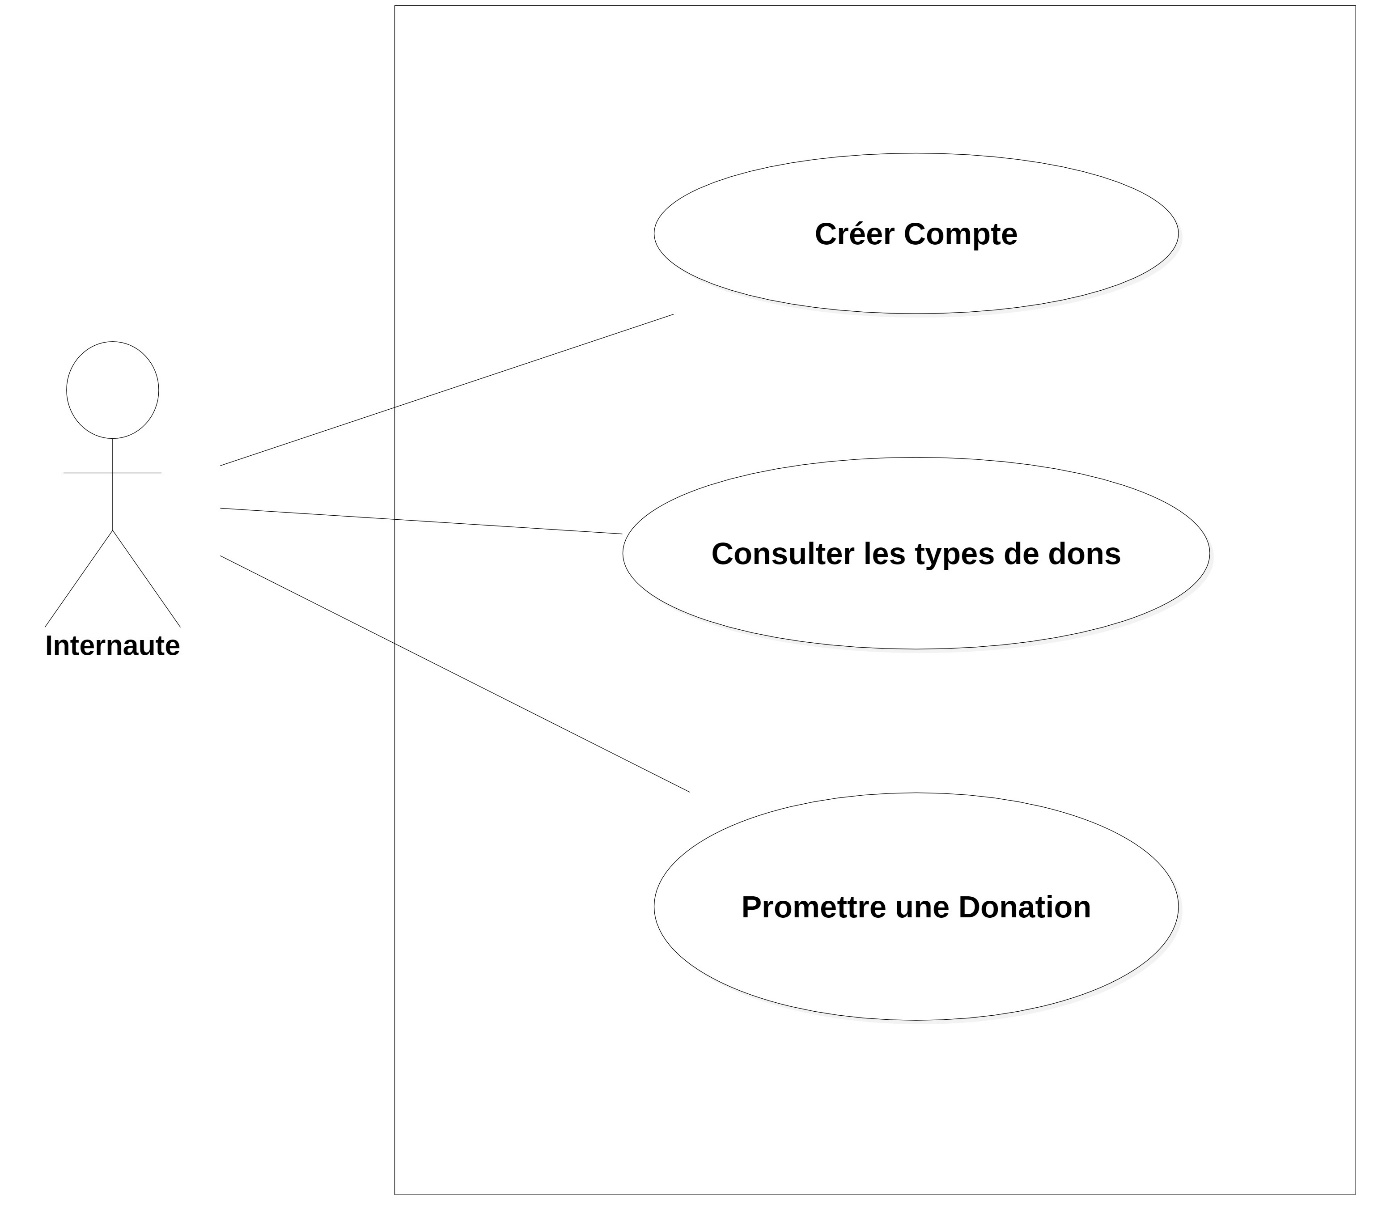 Créer Compte
Consulter les types de dons
Internaute
Promettre une Donation